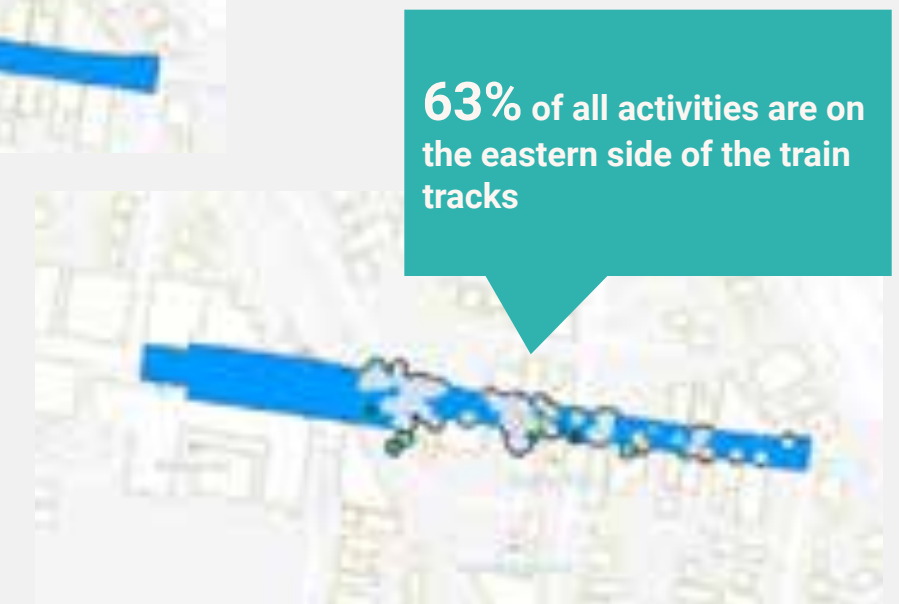 63% of all activities are on
the eastern side of the train
tracks